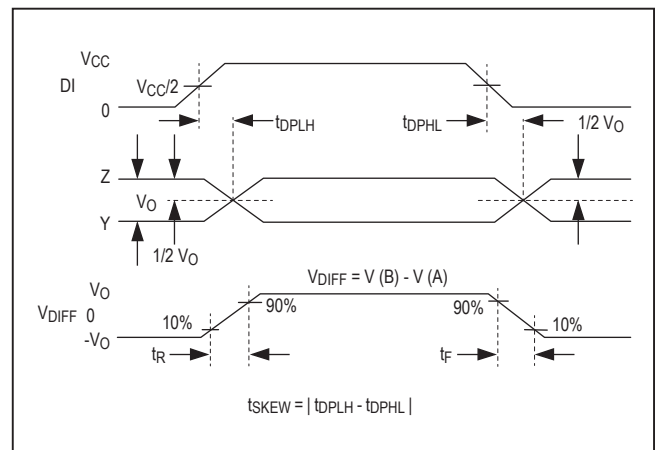 VCC
DI
VCC/2
0
tDPLH
tDPHL
1/2 VO
Z
VO
Y
1/2 VO
VDIFF = V (B) - V (A)
VO
VDIFF 0
-VO
10%
90%
90%
10%
tR
tF
tSKEW = | tDPLH - tDPHL |